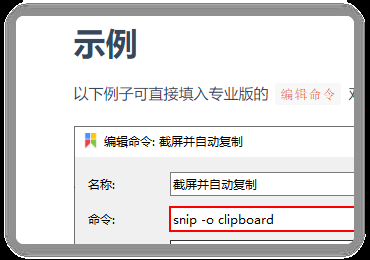 示例
以下例子可直接填入专业版的 编辑命令
编辑命令: 截屏并自动复制
名称: 截屏并自动复制
命令: snip -o clipboard